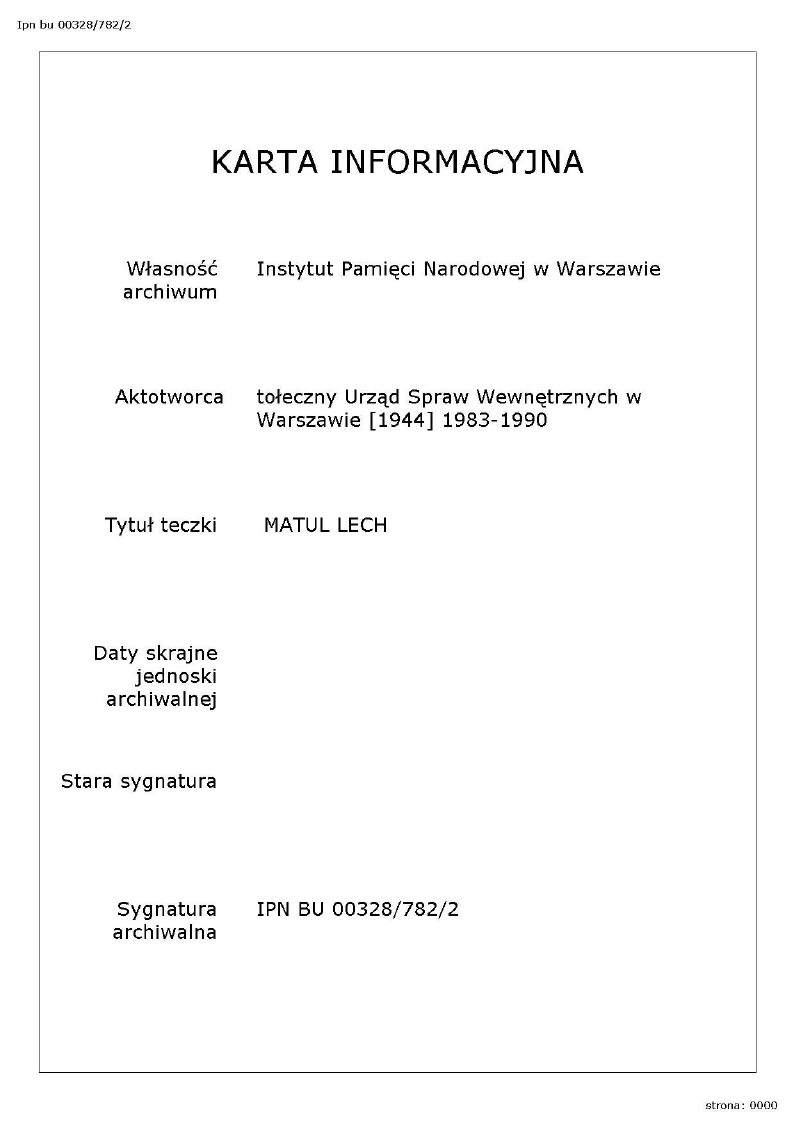 Ipn bu 00328/782/2
KARTA INFORMACYJNA
Własność archiwum
Instytut Pamięci Narodowej w Warszawie
Aktotworca
tołeczny Urząd Spraw Wewnętrznych w
Warszawie [1944] 1983-1990
Tytuł teczki
MATUL LECH
Daty skrajne
jednoski
archiwalnej
Stara sygnatura
Sygnatura
archiwalna
IPN BU 00328/782/2
strona: 0000